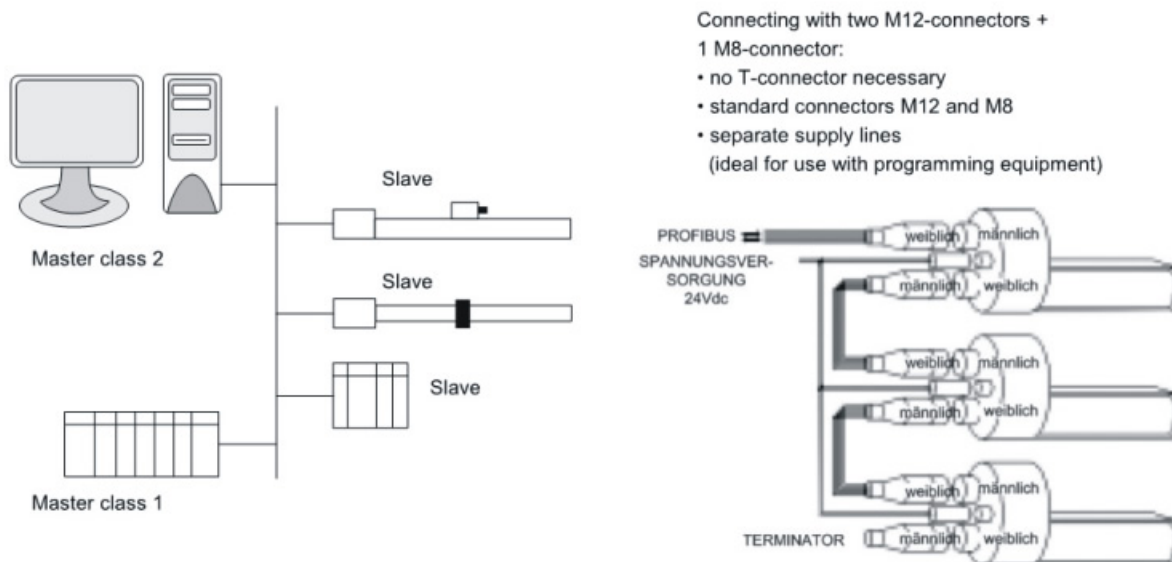 Master class 2
Slave
Slave
Slave
Master class 1
Connecting with two M12-connectors +
1 M8-connector:
• no T-connector necessary
• standard connectors M12 and M8
• separate supply lines
(ideal for use with programming equipment)
PROFIBUS
weiblich
männlich
SPANNUNGSVER-
SORGUNG
24Vdc
männlich
weiblich
weiblich
männlich
männlich
weiblich
weiblich
männlich
TERMINATOR
männlich
weiblich